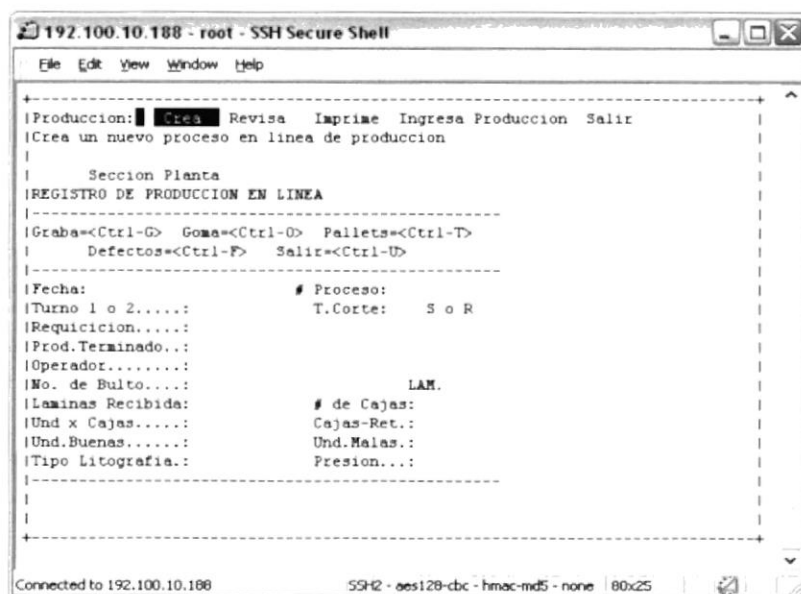 192.100.10.188 - root - SSH Secure Shell
File Edit View Window Help
+------------------------------------------------------------------------------+
|Produccion: Crea Revisa Imprime Ingresa Produccion Salir
|Crea un nuevo proceso en linea de produccion
|
| Seccion Planta
|REGISTRO DE PRODUCCION EN LINEA
|------------------------------------------------------------
|Graba=<Ctrl-G> Goma=<Ctrl-O> Pallets=<Ctrl-T>
| Defectos=<Ctrl-F> Salir=<Ctrl-U>
|------------------------------------------------------------
|Fecha: # Proceso:
|Turno 1 o 2.....: T.Corte: S o R
|Requicicion.....:
|Prod.Terminado..:
|Operador........:
|No. de Bulto....: LAM.
|Laminas Recibida: # de Cajas:
|Und x Cajas.....: Cajas-Ret.:
|Und.Buenas......: Und.Malas.:
|Tipo Litografia.: Presion...:
|------------------------------------------------------------
|
|
+------------------------------------------------------------------------------+
Connected to 192.100.10.188 SSH2 - aes128-cbc - hmac-md5 - none 80x25